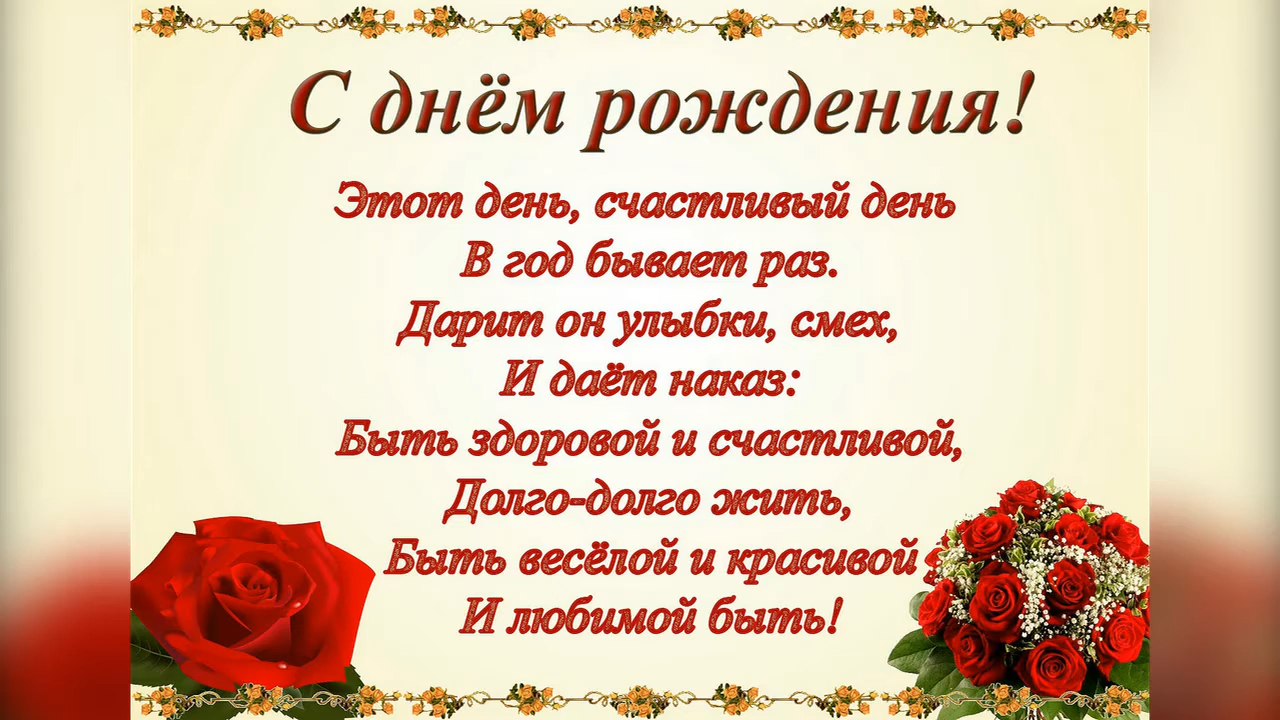 С днём рождения!
Этот день, счастливый день
В год бывает раз.
Дарит он улыбки, смех,
И даёт наказ:
Быть здоровой и счастливой,
Долго-долго жить,
Быть весёлой и красивой
И любимой быть!